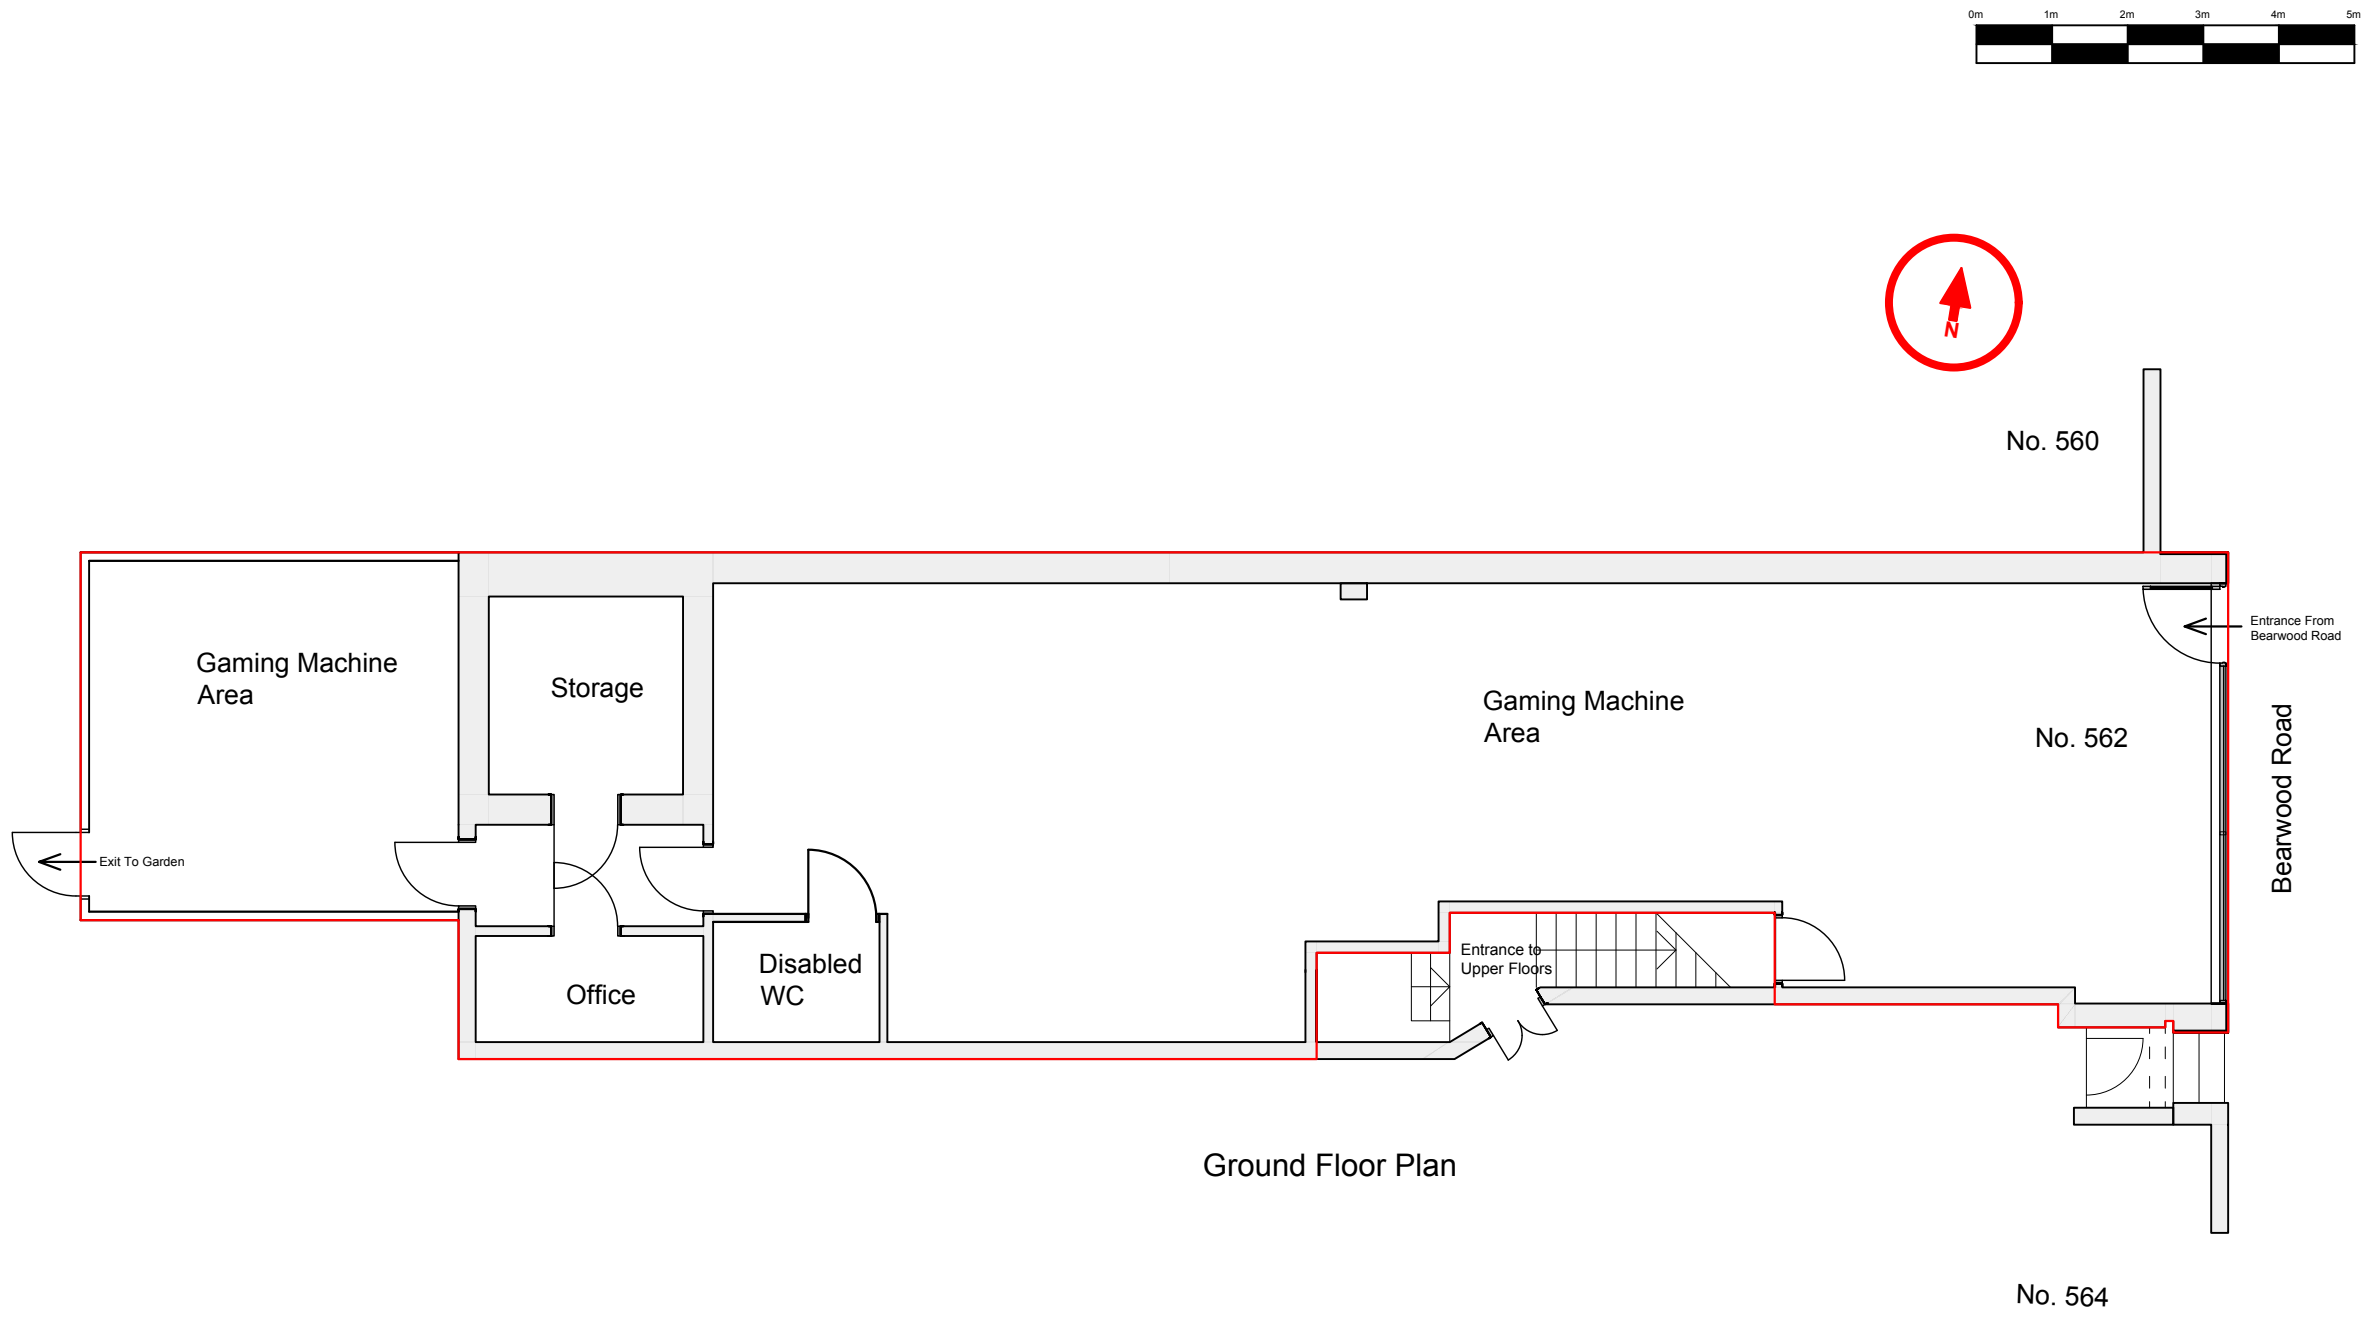 0m 1m 2m 3m 4m 5m
N
No. 560
Entrance From
Bearwood Road
Gaming Machine
Area
Storage
Gaming Machine
Area
No. 562
Bearwood Road
Exit To Garden
Entrance to
Upper Floors
Disabled
WC
Office
Ground Floor Plan
No. 564